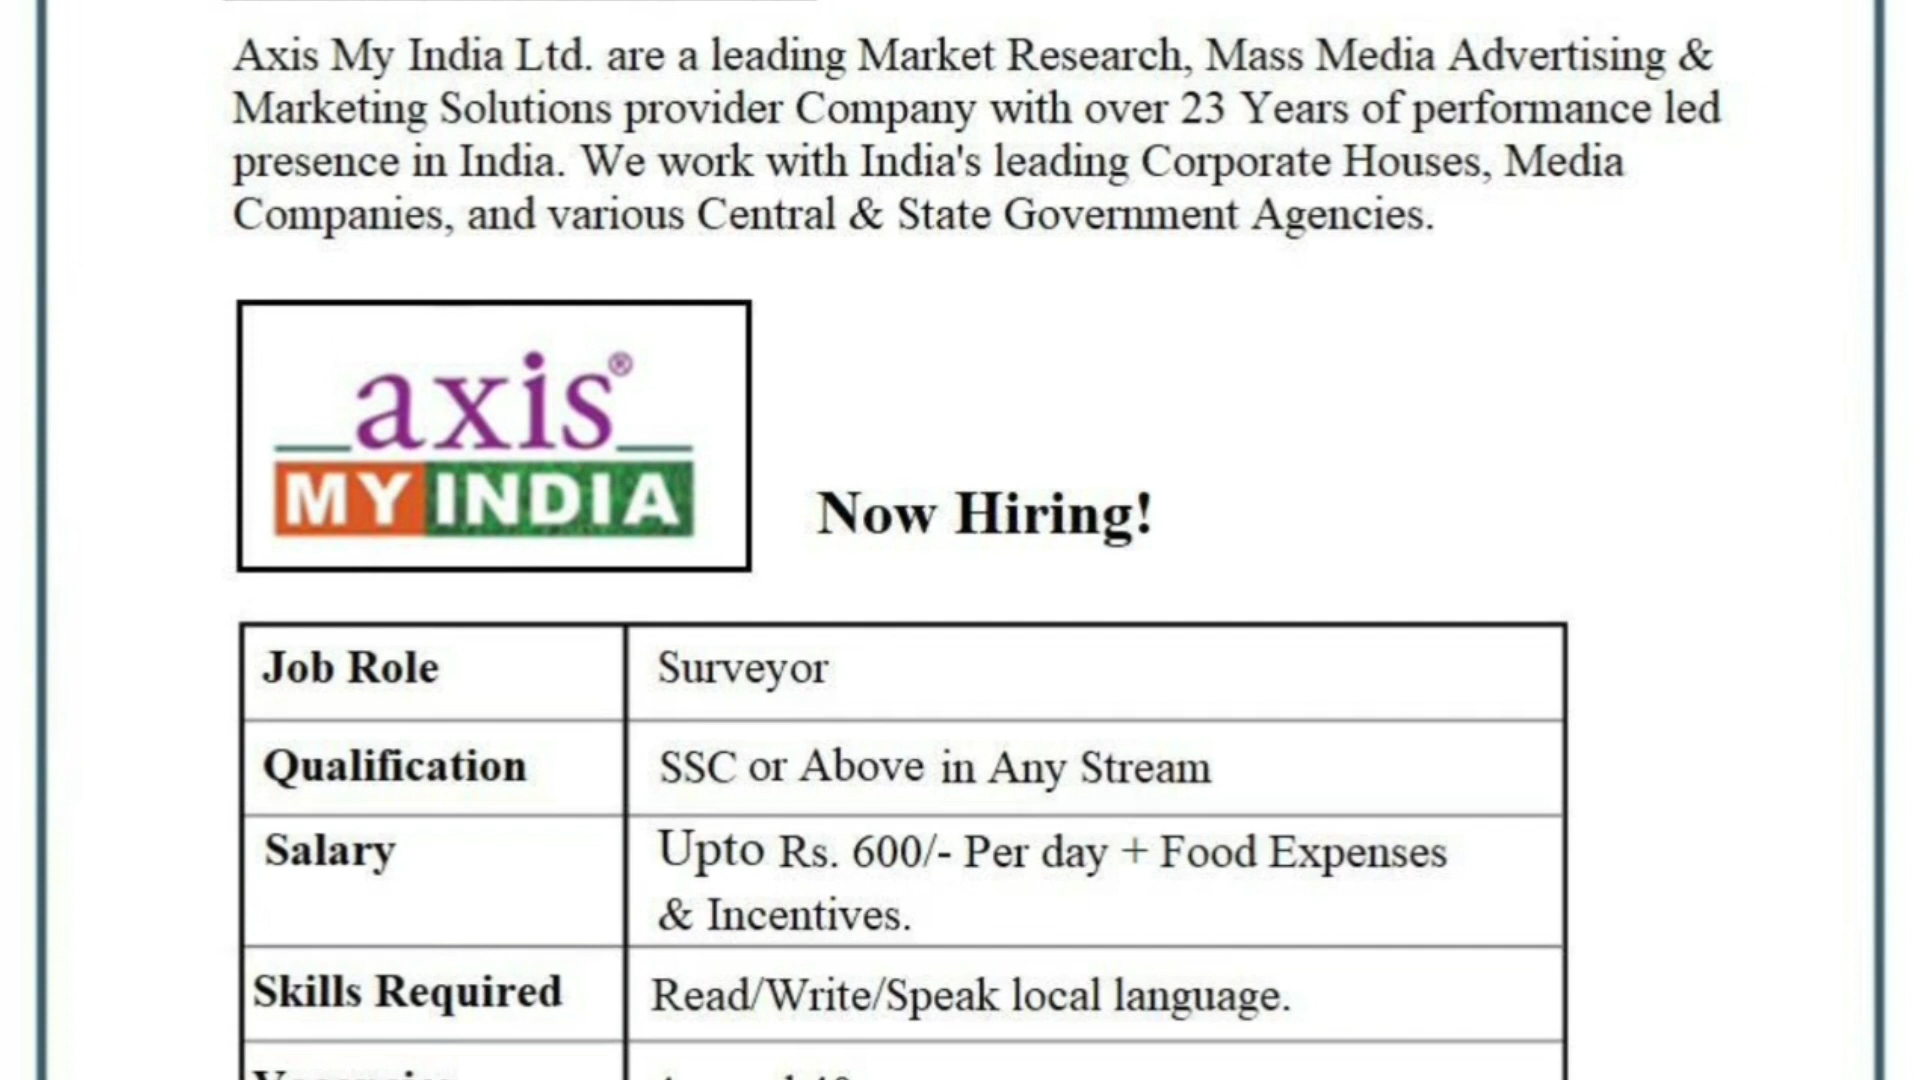 Axis My India Ltd. are a leading Market Research, Mass Media Advertising &
Marketing Solutions provider Company with over 23 Years of performance led
presence in India. We work with India's leading Corporate Houses, Media
Companies, and various Central & State Government Agencies.
axis®
MY INDIA
Now Hiring!
Job Role Surveyor
Qualification SSC or Above in Any Stream
Salary Upto Rs. 600/- Per day + Food Expenses
& Incentives.
Skills Required Read/Write/Speak local language.